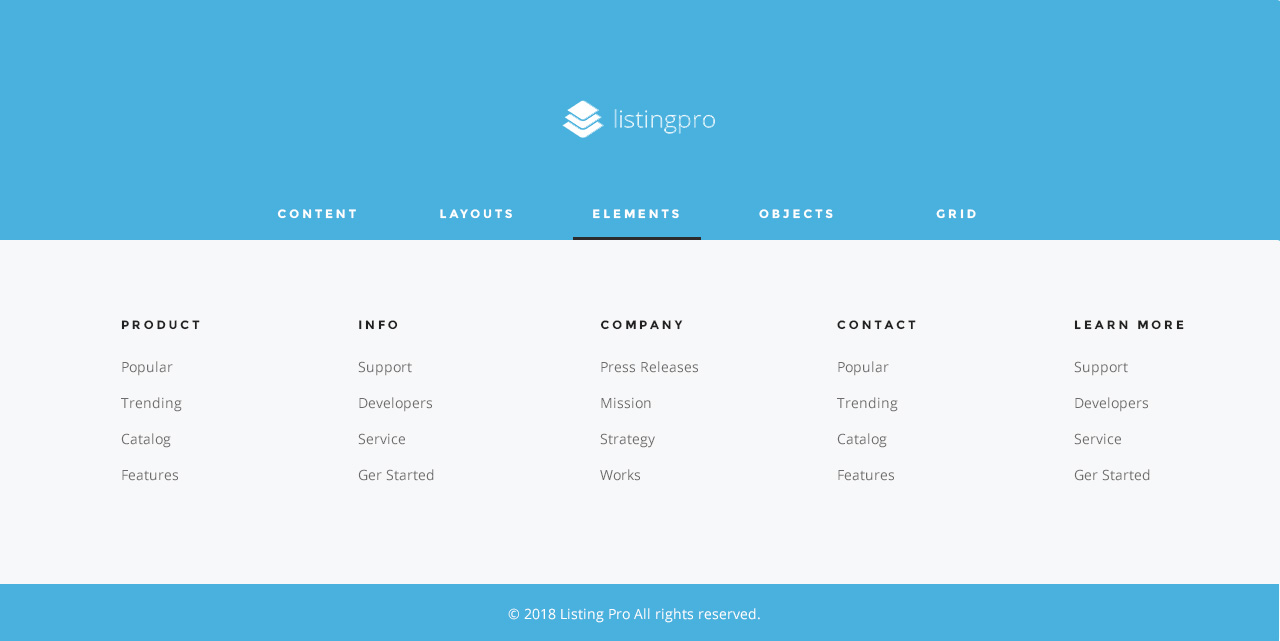 listingpro
CONTENT LAYOUTS ELEMENTS OBJECTS GRID
PRODUCT INFO COMPANY CONTACT LEARN MORE
Popular Support Press Releases Popular Support
Trending Developers Mission Trending Developers
Catalog Service Strategy Catalog Service
Features Ger Started Works Features Ger Started
© 2018 Listing Pro All rights reserved.